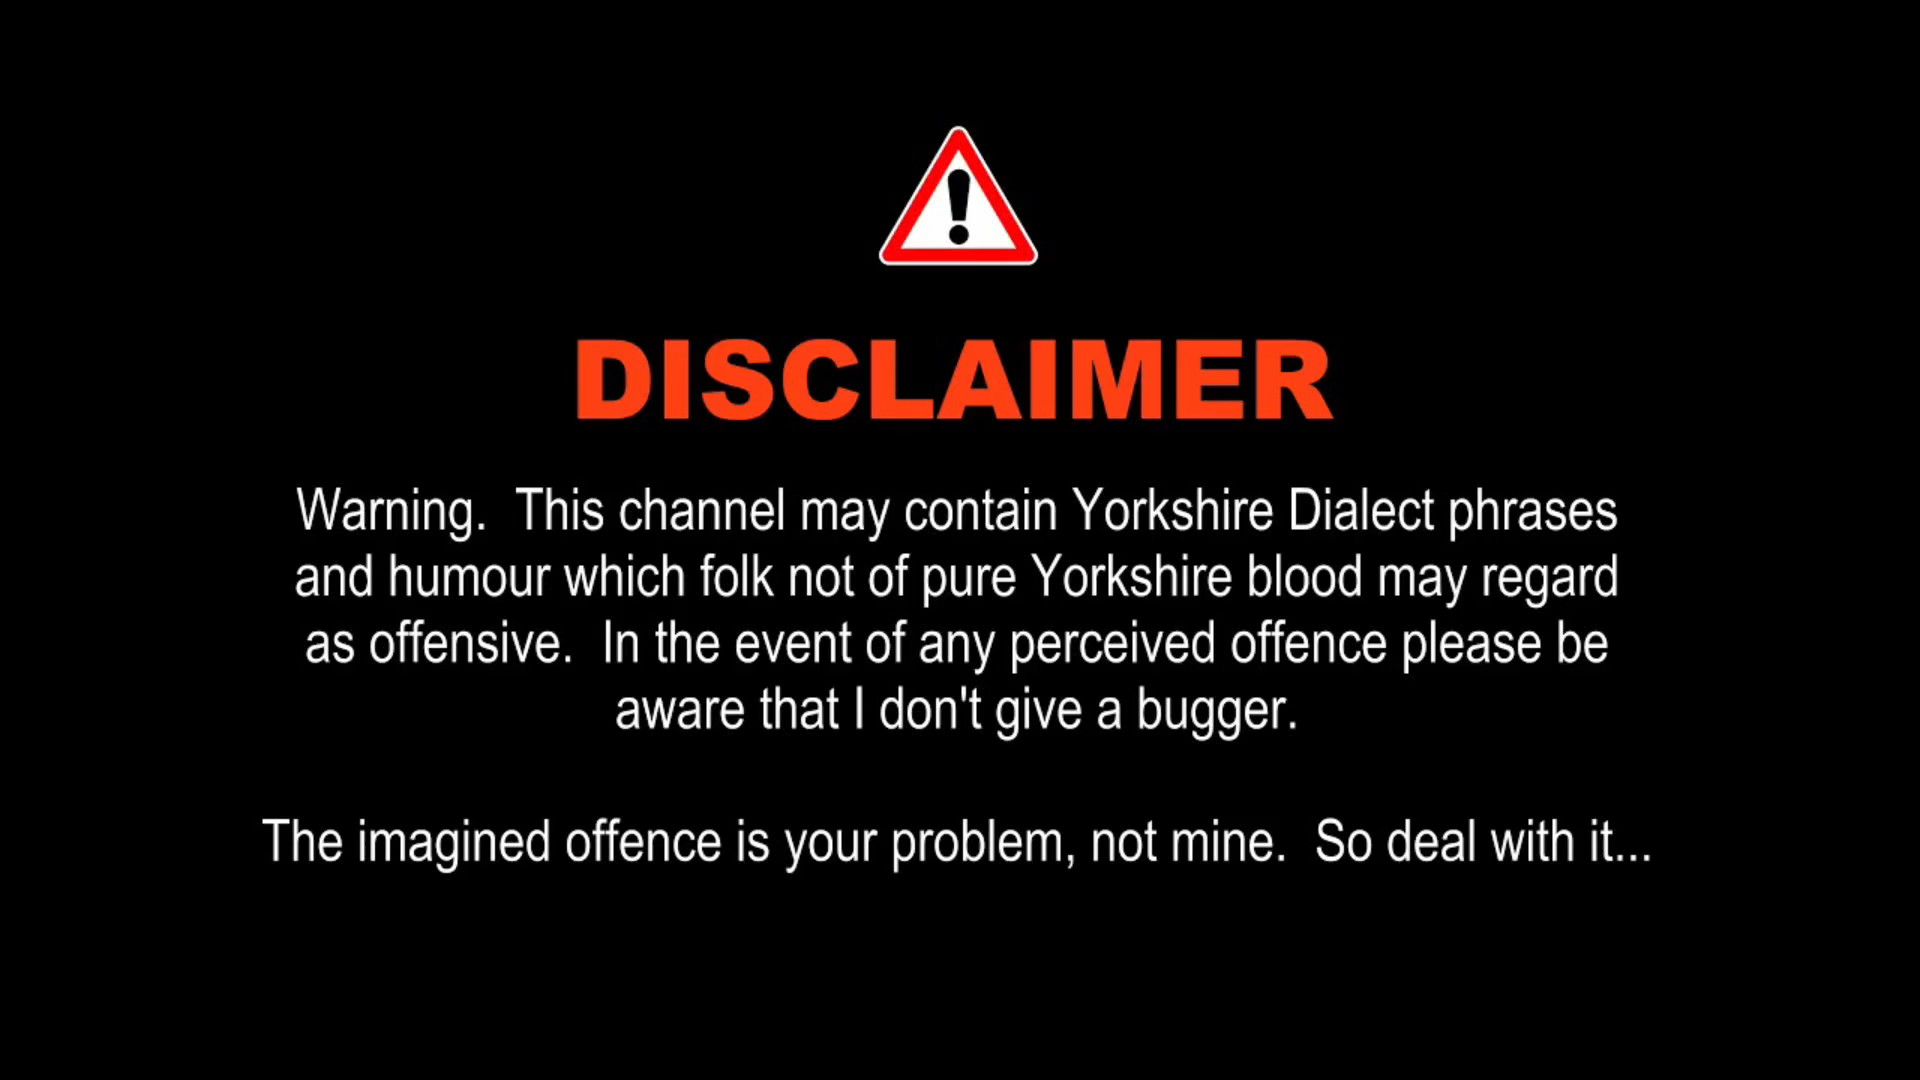 DISCLAIMER
Warning.  This channel may contain Yorkshire Dialect phrases
and humour which folk not of pure Yorkshire blood may regard
as offensive.  In the event of any perceived offence please be
aware that I don't give a bugger.
The imagined offence is your problem, not mine.  So deal with it...